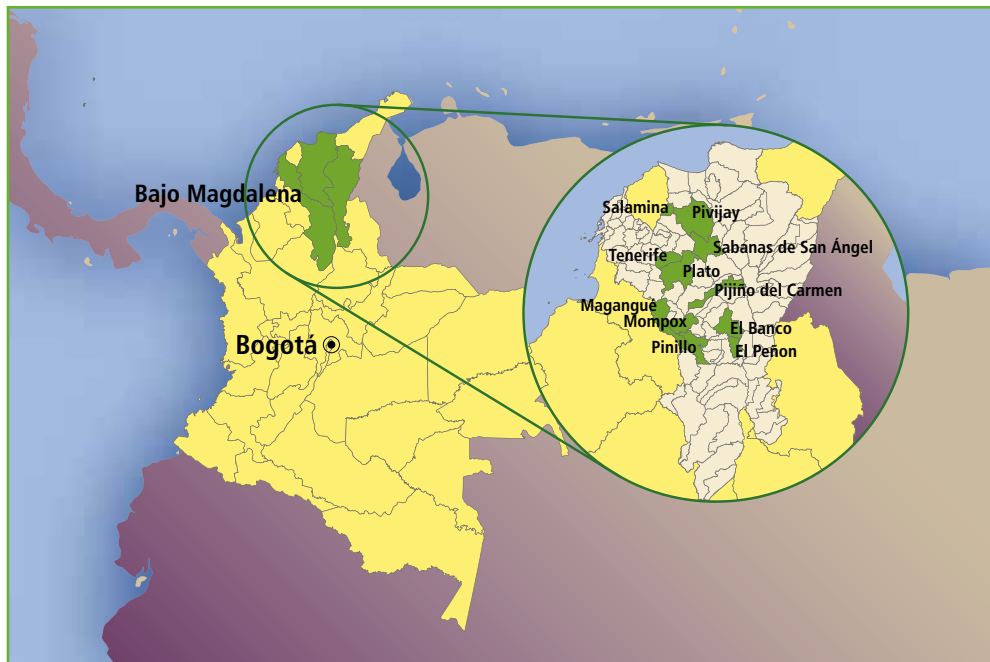 Bajo Magdalena
Bogotá
Salamina
Pivijay
Sabanas de San Ángel
Tenerife
Plato
Pijiño del Carmen
Magangué
Mompox
El Banco
Pinillo
El Peñon